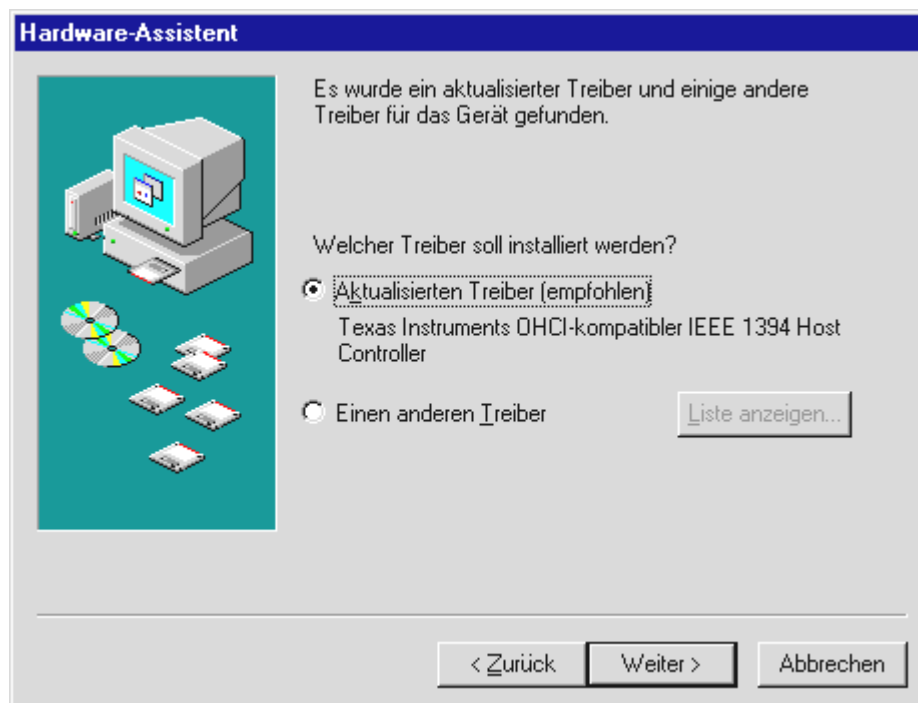 Hardware-Assistent
Es wurde ein aktualisierter Treiber und einige andere
Treiber für das Gerät gefunden.
Welcher Treiber soll installiert werden?
Aktualisierten Treiber (empfohlen)
Texas Instruments OHCI-kompatibler IEEE 1394 Host
Controller
Einen anderen Treiber
Liste anzeigen...
< Zurück
Weiter >
Abbrechen